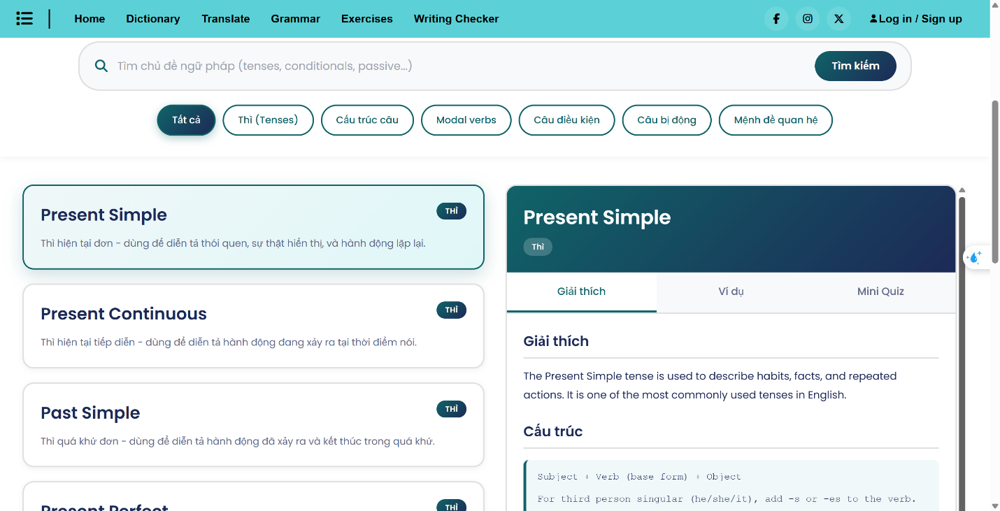 Home Dictionary Translate Grammar Exercises Writing Checker Log in / Sign up
Tìm chủ đề ngữ pháp (tenses, conditionals, passive...) Tìm kiếm
Tất cả Thì (Tenses) Cấu trúc câu Modal verbs Câu điều kiện Câu bị động Mệnh đề quan hệ
Present Simple THÌ
Thì hiện tại đơn - dùng để diễn tả thói quen, sự thật hiển thị, và hành động lặp lại.
Present Continuous THÌ
Thì hiện tại tiếp diễn - dùng để diễn tả hành động đang xảy ra tại thời điểm nói.
Past Simple THÌ
Thì quá khứ đơn - dùng để diễn tả hành động đã xảy ra và kết thúc trong quá khứ.
Present Perfect THÌ
Present Simple
Thì
Giải thích Ví dụ Mini Quiz
Giải thích
The Present Simple tense is used to describe habits, facts, and repeated
actions. It is one of the most commonly used tenses in English.
Cấu trúc
Subject + Verb (base form) + Object
For third person singular (he/she/it), add -s or -es to the verb.